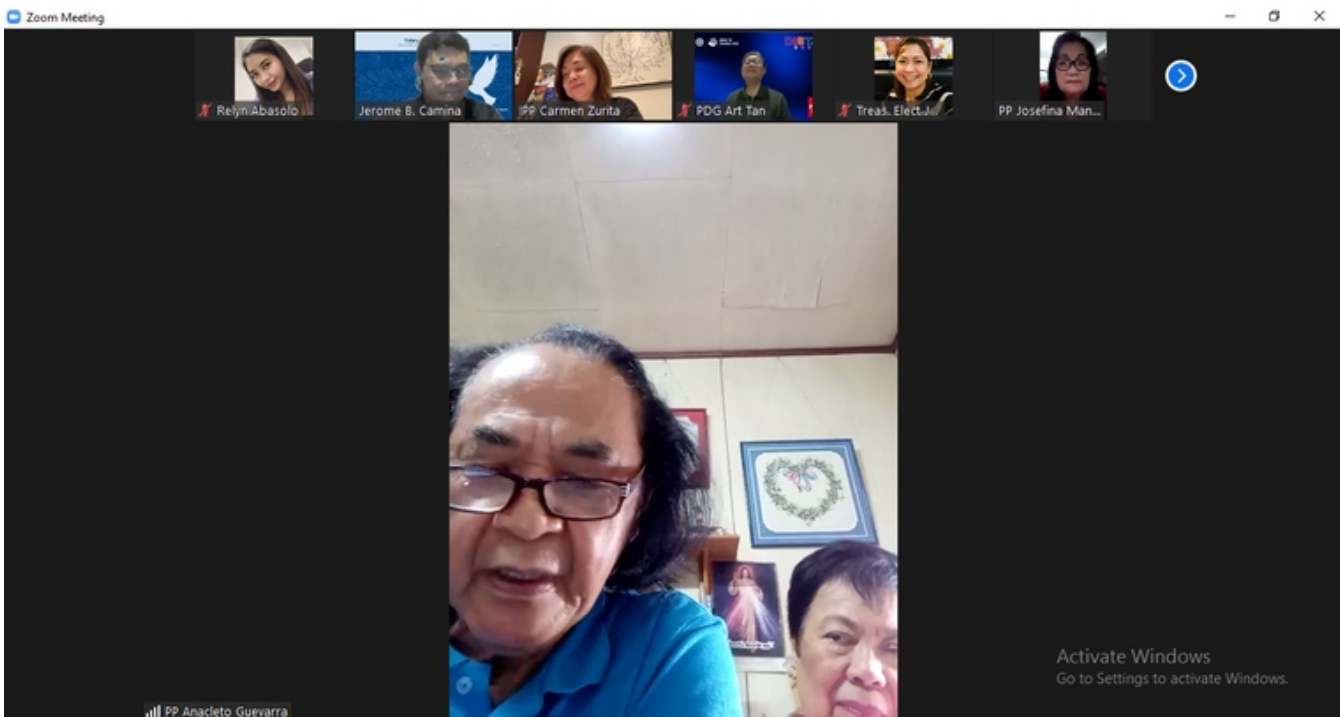 Zoom Meeting
Relyn Abasolo
Jerome B. Camina
PP Carmen Zurita
PDG Art Tan
Treas. Elect J...
PP Josefina Man...
Activate Windows
Go to Settings to activate Windows.
PP Anacleto Guevarra